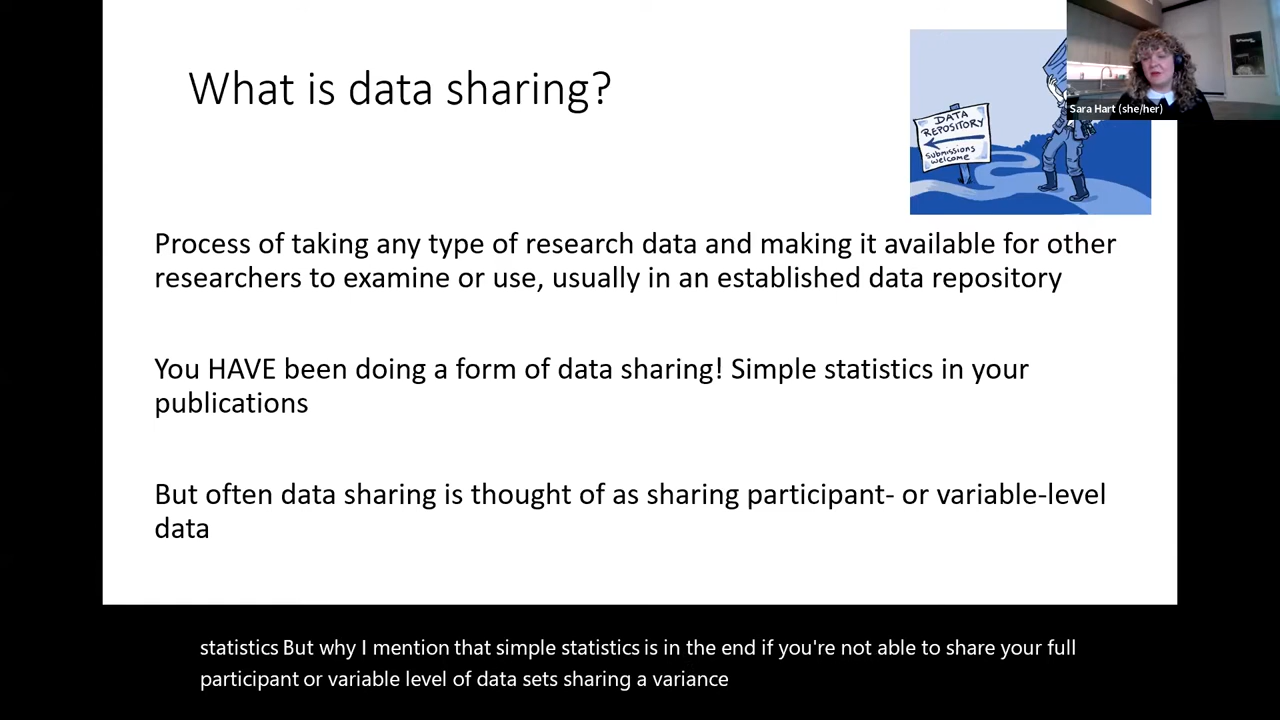 What is data sharing?
DATA
REPOSITORY
submissions
welcome
Sara Hart (she/her)
Process of taking any type of research data and making it available for other
researchers to examine or use, usually in an established data repository
You HAVE been doing a form of data sharing! Simple statistics in your
publications
But often data sharing is thought of as sharing participant- or variable-level
data
statistics But why I mention that simple statistics is in the end if you're not able to share your full
participant or variable level of data sets sharing a variance